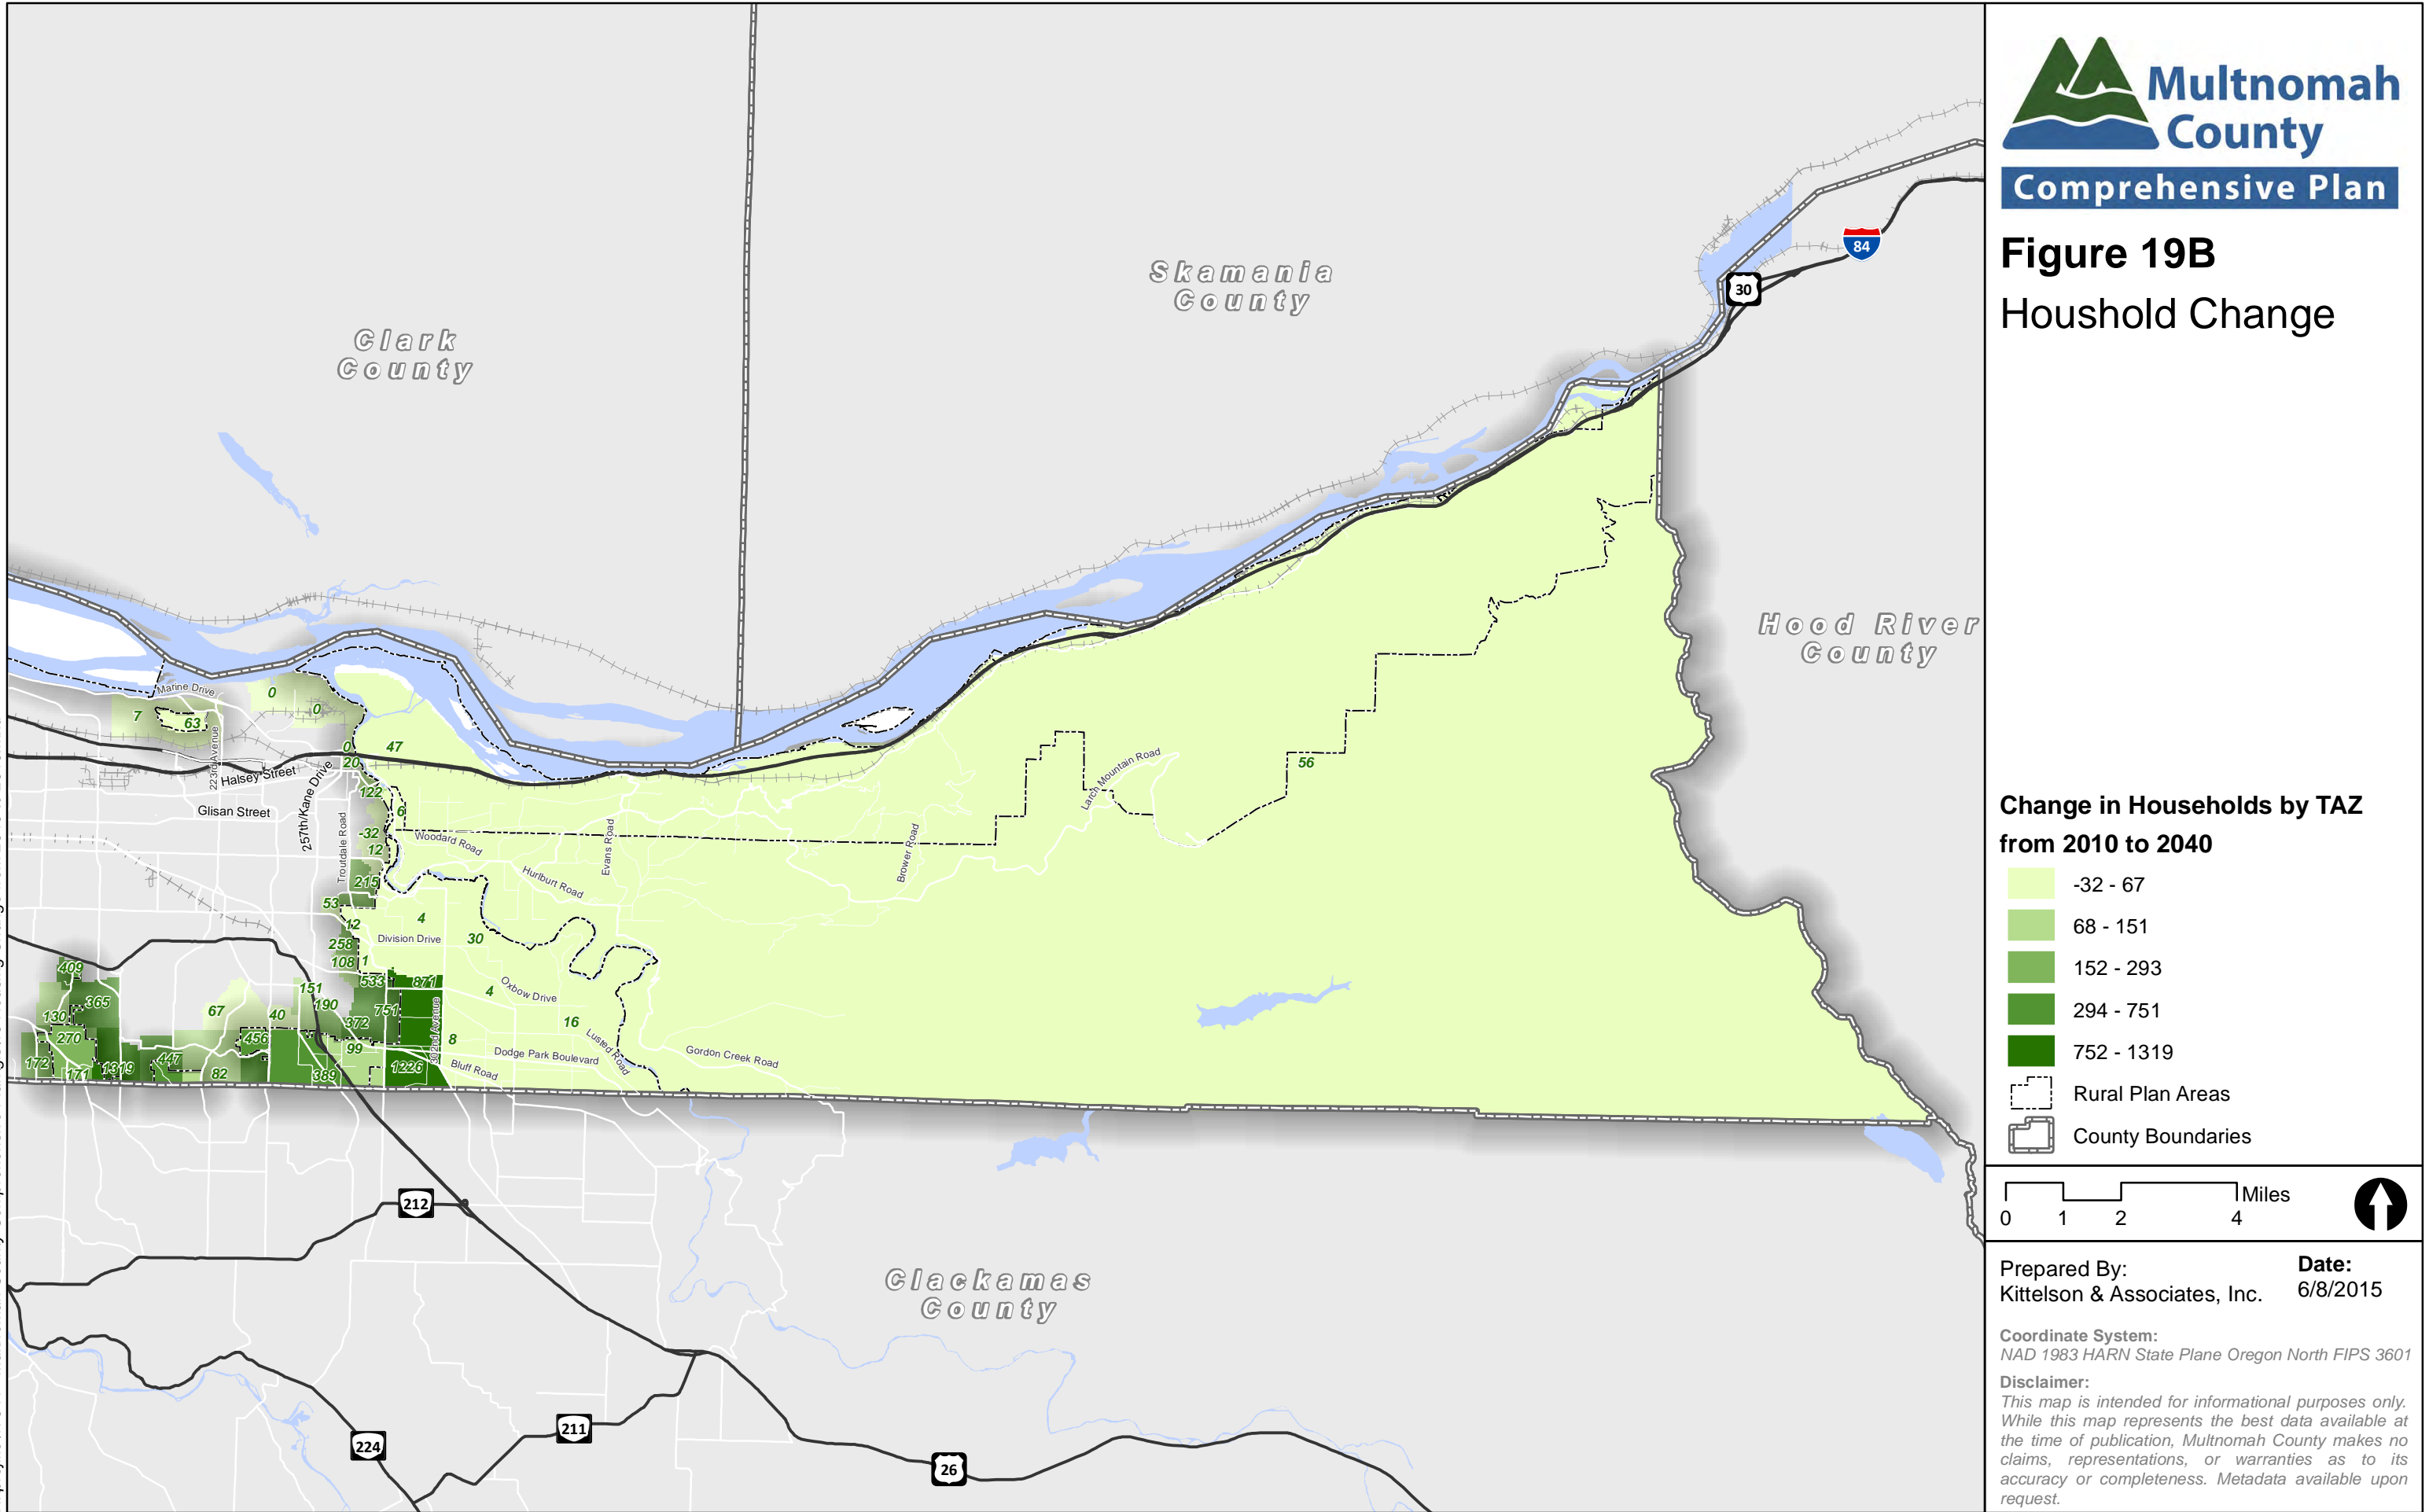 Multnomah
County
Comprehensive Plan
Figure 19B
Houshold Change
Change in Households by TAZ
from 2010 to 2040
-32 - 67
68 - 151
152 - 293
294 - 751
752 - 1319
Rural Plan Areas
County Boundaries
Miles
0 1 2 4
Prepared By:
Kittelson & Associates, Inc.
Date:
6/8/2015
Coordinate System:
NAD 1983 HARN State Plane Oregon North FIPS 3601
Disclaimer:
This map is intended for informational purposes only.
While this map represents the best data available at
the time of publication, Multnomah County makes no
claims, representations, or warranties as to its
accuracy or completeness. Metadata available upon
request.
Clark
County
Skamania
County
Hood River
County
Clackamas
County
84
30
212
211
224
26
Marine Drive
223rd Avenue
Halsey Street
Glisan Street
257th/Kane Drive
Troutdale Road
Woodard Road
Evans Road
Hurlburt Road
Brower Road
Larch Mountain Road
Division Drive
Oxbow Drive
302nd Avenue
Dodge Park Boulevard
Bluff Road
Lusted Road
Gordon Creek Road
0
0
7
63
0
47
20
122
6
-32
12
215
53
12
4
258
30
108
1
533
871
409
365
151
190
751
4
130
67
40
372
16
270
456
99
8
172
171
1319
447
82
389
1226
56